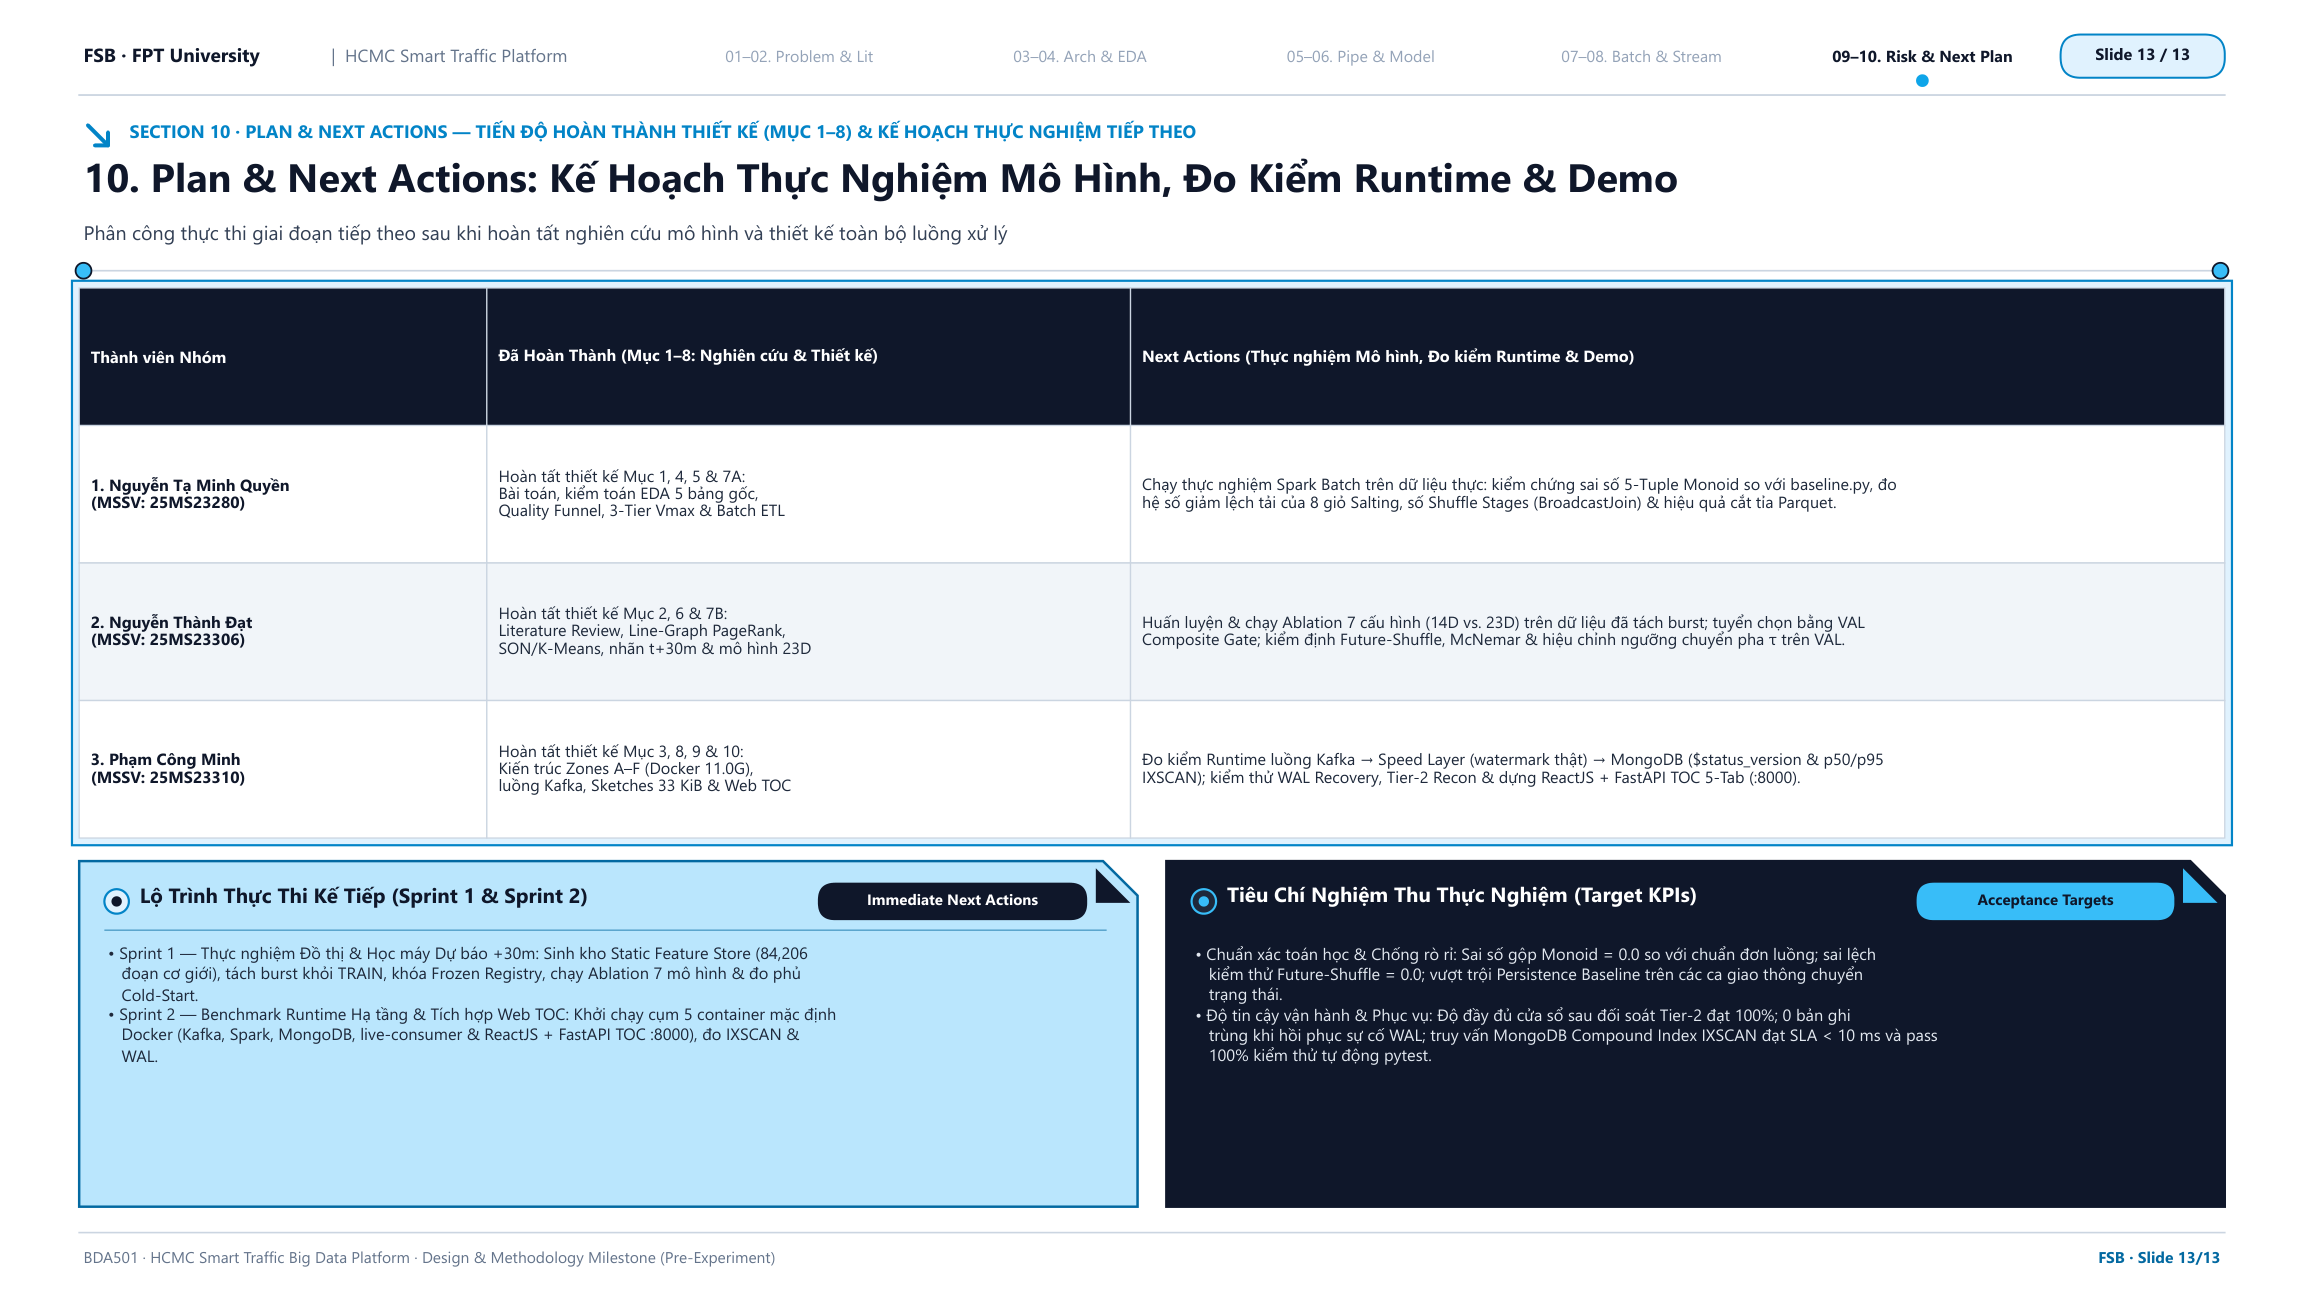 FSB · FPT University | HCMC Smart Traffic Platform 01–02. Problem & Lit 03–04. Arch & EDA 05–06. Pipe & Model 07–08. Batch & Stream 09–10. Risk & Next Plan Slide 13 / 13
SECTION 10 · PLAN & NEXT ACTIONS — TIẾN ĐỘ HOÀN THÀNH THIẾT KẾ (MỤC 1–8) & KẾ HOẠCH THỰC NGHIỆM TIẾP THEO
10. Plan & Next Actions: Kế Hoạch Thực Nghiệm Mô Hình, Đo Kiểm Runtime & Demo
Phân công thực thi giai đoạn tiếp theo sau khi hoàn tất nghiên cứu mô hình và thiết kế toàn bộ luồng xử lý
Thành viên Nhóm
Đã Hoàn Thành (Mục 1–8: Nghiên cứu & Thiết kế)
Next Actions (Thực nghiệm Mô hình, Đo kiểm Runtime & Demo)
1. Nguyễn Tạ Minh Quyền
(MSSV: 25MS23280)
Hoàn tất thiết kế Mục 1, 4, 5 & 7A:
Bài toán, kiểm toán EDA 5 bảng gốc,
Quality Funnel, 3-Tier Vmax & Batch ETL
Chạy thực nghiệm Spark Batch trên dữ liệu thực: kiểm chứng sai số 5-Tuple Monoid so với baseline.py, đo
hệ số giảm lệch tải của 8 giỏ Salting, số Shuffle Stages (BroadcastJoin) & hiệu quả cắt tỉa Parquet.
2. Nguyễn Thành Đạt
(MSSV: 25MS23306)
Hoàn tất thiết kế Mục 2, 6 & 7B:
Literature Review, Line-Graph PageRank,
SON/K-Means, nhãn t+30m & mô hình 23D
Huấn luyện & chạy Ablation 7 cấu hình (14D vs. 23D) trên dữ liệu đã tách burst; tuyển chọn bằng VAL
Composite Gate; kiểm định Future-Shuffle, McNemar & hiệu chỉnh ngưỡng chuyển pha τ trên VAL.
3. Phạm Công Minh
(MSSV: 25MS23310)
Hoàn tất thiết kế Mục 3, 8, 9 & 10:
Kiến trúc Zones A–F (Docker 11.0G),
luồng Kafka, Sketches 33 KiB & Web TOC
Đo kiểm Runtime luồng Kafka → Speed Layer (watermark thật) → MongoDB ($status_version & p50/p95
IXSCAN); kiểm thử WAL Recovery, Tier-2 Recon & dựng ReactJS + FastAPI TOC 5-Tab (:8000).
Lộ Trình Thực Thi Kế Tiếp (Sprint 1 & Sprint 2)
Immediate Next Actions
• Sprint 1 — Thực nghiệm Đồ thị & Học máy Dự báo +30m: Sinh kho Static Feature Store (84,206
đoạn cơ giới), tách burst khỏi TRAIN, khóa Frozen Registry, chạy Ablation 7 mô hình & đo phủ
Cold-Start.
• Sprint 2 — Benchmark Runtime Hạ tầng & Tích hợp Web TOC: Khởi chạy cụm 5 container mặc định
Docker (Kafka, Spark, MongoDB, live-consumer & ReactJS + FastAPI TOC :8000), đo IXSCAN &
WAL.
Tiêu Chí Nghiệm Thu Thực Nghiệm (Target KPIs)
Acceptance Targets
• Chuẩn xác toán học & Chống rò rỉ: Sai số gộp Monoid = 0.0 so với chuẩn đơn luồng; sai lệch
kiểm thử Future-Shuffle = 0.0; vượt trội Persistence Baseline trên các ca giao thông chuyển
trạng thái.
• Độ tin cậy vận hành & Phục vụ: Độ đầy đủ cửa sổ sau đối soát Tier-2 đạt 100%; 0 bản ghi
trùng khi hồi phục sự cố WAL; truy vấn MongoDB Compound Index IXSCAN đạt SLA < 10 ms và pass
100% kiểm thử tự động pytest.
BDA501 · HCMC Smart Traffic Big Data Platform · Design & Methodology Milestone (Pre-Experiment)
FSB · Slide 13/13